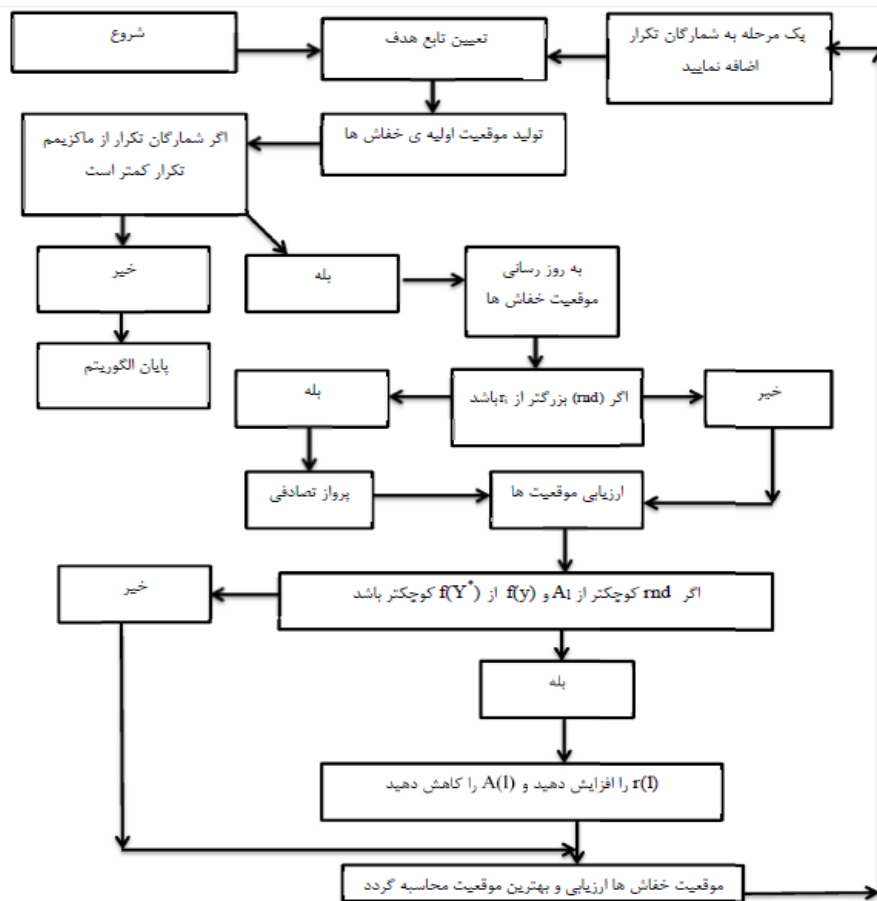 شروع
تعیین تابع هدف
یک مرحله به شمارگان تکرار
اضافه نمایید
تولید موقعیت اولیه ی خفاش ها
اگر شمارگان تکرار از ماکزیمم
تکرار کمتر است
خیر
بله
به روز رسانی
موقعیت خفاش ها
پایان الگوریتم
بله
اگر (rnd) بزرگتر از rᵢ باشد
خیر
پرواز تصادفی
ارزیابی موقعیت ها
خیر
اگر rnd کوچکتر از A₁ و f(y) از f(Y*) کوچکتر باشد
بله
r(l) را افزایش دهید و A(l) را کاهش دهید
موقعیت خفاش ها ارزیابی و بهترین موقعیت محاسبه گردد